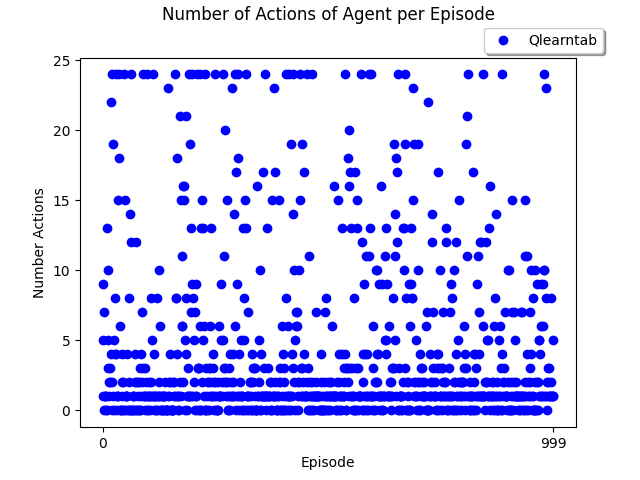 Number of Actions of Agent per Episode
Qlearntab
25
20
15
10
5
0
Number Actions
0
999
Episode